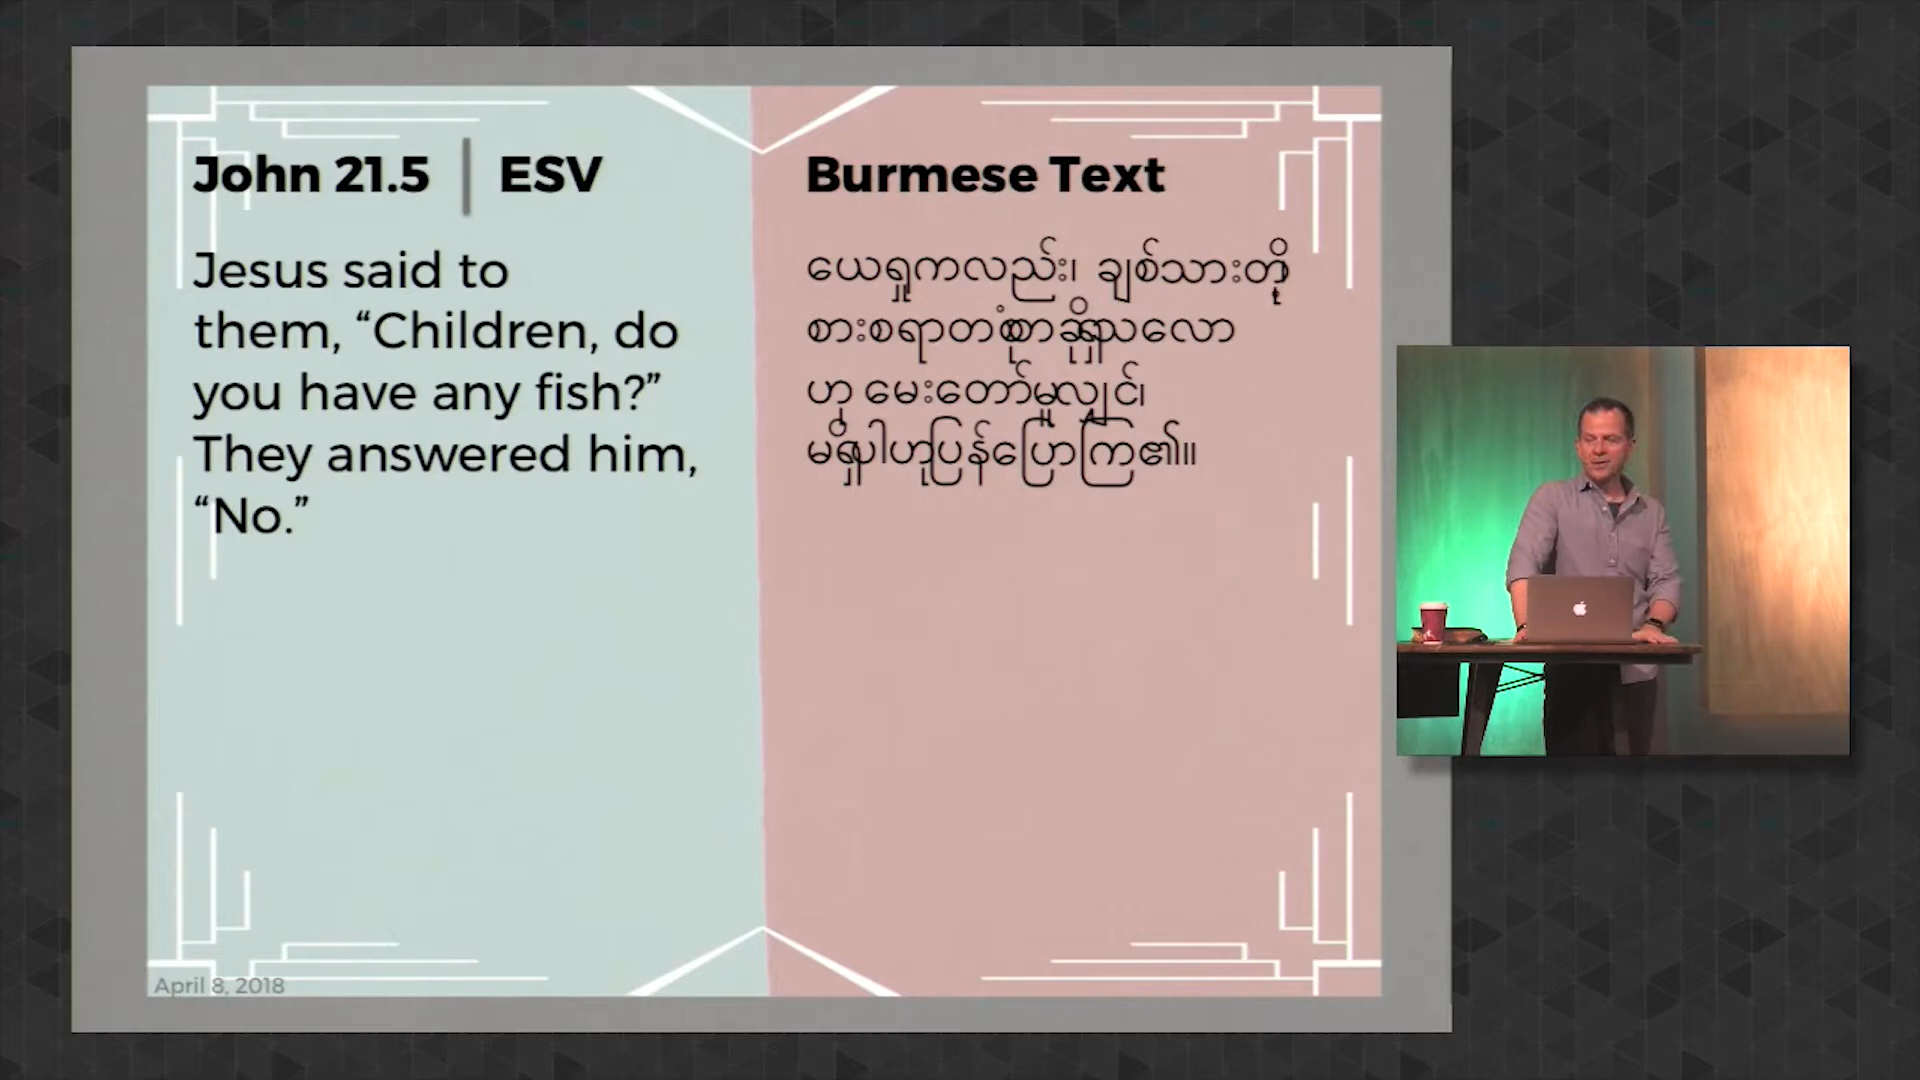 John 21.5 | ESV
Jesus said to
them, “Children, do
you have any fish?”
They answered him,
“No.”
Burmese Text
ယေရှုကလည်း၊ ချစ်သားတို့
စားစရာတစုံတခုရှိသလော
ဟု မေးတော်မူလျှင်၊
မရှိပါဟုပြန်ပြောကြ၏။
April 8, 2018